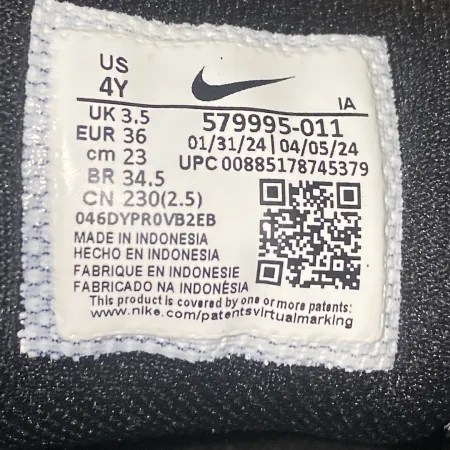 US
4Y
IA
UK 3.5
EUR 36
cm 23
BR 34.5
CN 230(2.5)
579995-011
01/31/24 | 04/05/24
UPC 00885178745379
046DYPR0VB2EB
MADE IN INDONESIA
HECHO EN INDONESIA
FABRIQUE EN INDONESIE
FABRICADO NA INDONÉSIA
This product is covered by one or more patents:
www.nike.com/patentsvirtualmarking